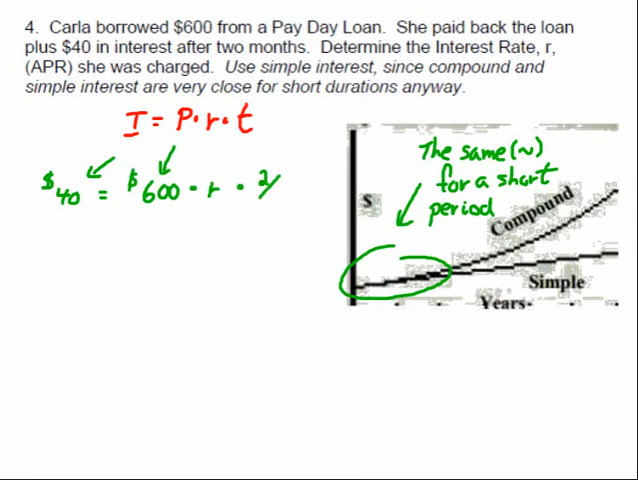 4. Carla borrowed $600 from a Pay Day Loan. She paid back the loan
plus $40 in interest after two months. Determine the Interest Rate, r,
(APR) she was charged. Use simple interest, since compound and
simple interest are very close for short durations anyway.
I = P · r · t
$40 = $600 · r · 2/
The same (~)
for a short
period
$
Compound
Simple
Years